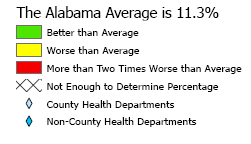 The Alabama Average is 11.3%
Better than Average
Worse than Average
More than Two Times Worse than Average
Not Enough to Determine Percentage
County Health Departments
Non-County Health Departments